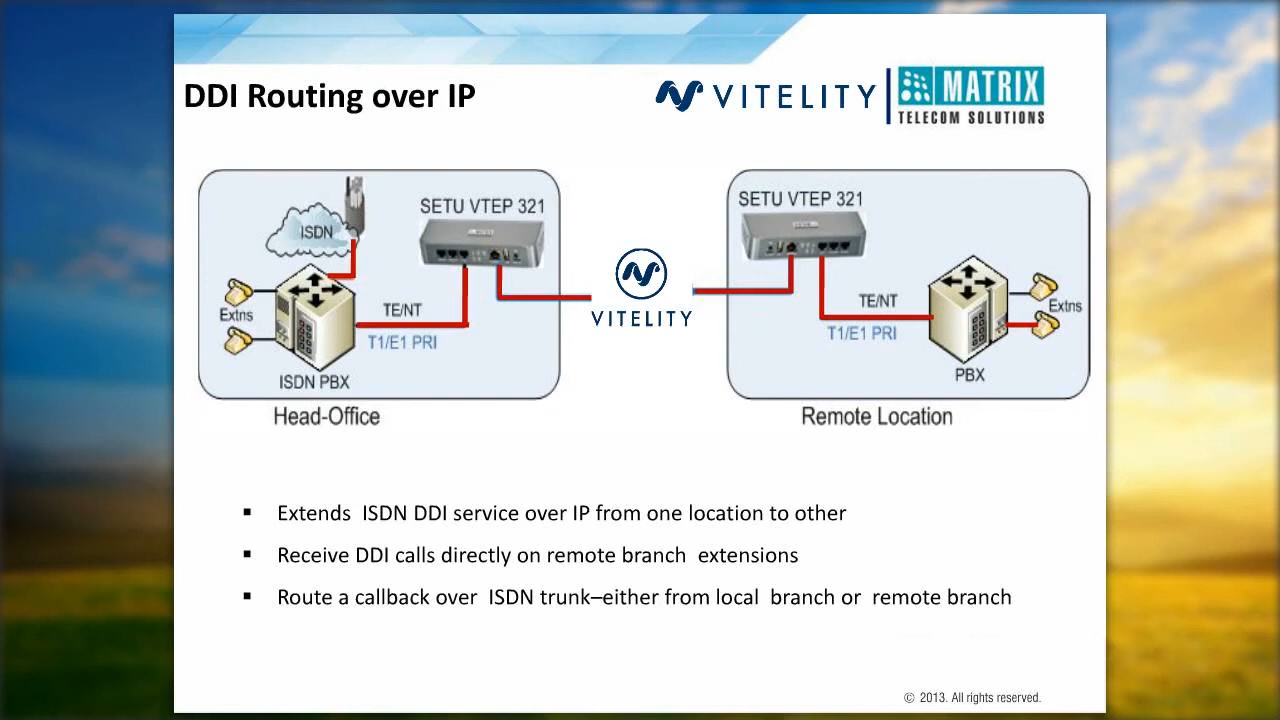 DDI Routing over IP
VITELITY
MATRIX
TELECOM SOLUTIONS
ISDN
SETU VTEP 321
Extns
TE/NT
T1/E1 PRI
ISDN PBX
Head-Office
VITELITY
SETU VTEP 321
TE/NT
T1/E1 PRI
Extns
PBX
Remote Location
▪ Extends ISDN DDI service over IP from one location to other
▪ Receive DDI calls directly on remote branch extensions
▪ Route a callback over ISDN trunk–either from local branch or remote branch
© 2013. All rights reserved.